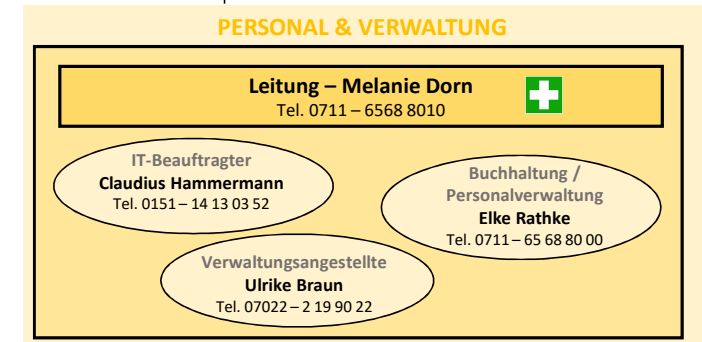 PERSONAL & VERWALTUNG
Leitung – Melanie Dorn
Tel. 0711 – 6568 8010
IT-Beauftragter
Claudius Hammermann
Tel. 0151 – 14 13 03 52
Buchhaltung /
Personalverwaltung
Elke Rathke
Tel. 0711 – 65 68 80 00
Verwaltungsangestellte
Ulrike Braun
Tel. 07022 – 2 19 90 22